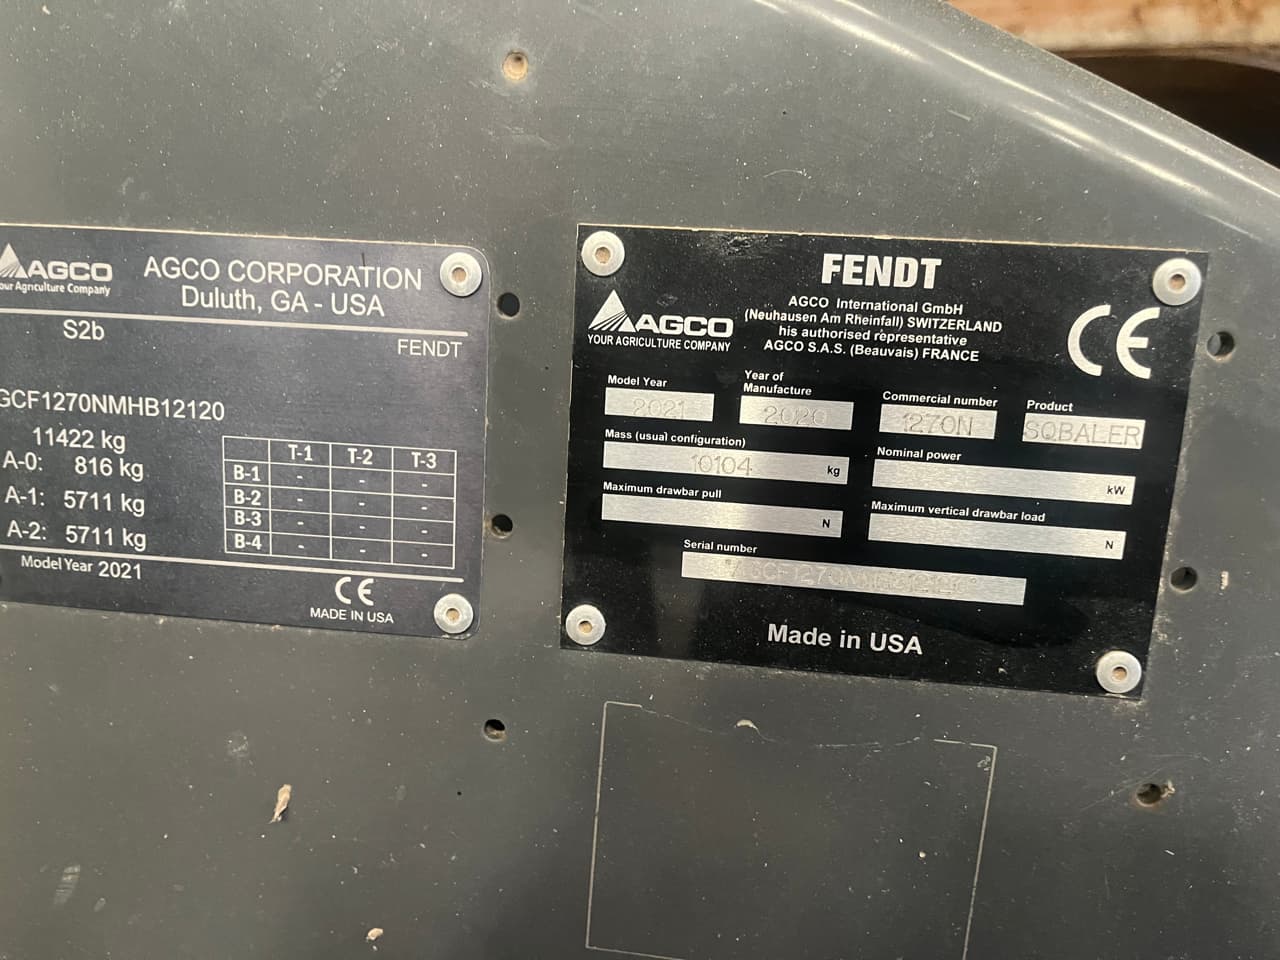 AGCO
Your Agriculture Company
AGCO CORPORATION
Duluth, GA - USA
S2b
FENDT
GCF1270NMHB12120
11422 kg
A-0: 816 kg
A-1: 5711 kg
A-2: 5711 kg
T-1 T-2 T-3
B-1 - - -
B-2 - - -
B-3 - - -
B-4 - - -
Model Year 2021
CE
MADE IN USA
FENDT
AGCO
YOUR AGRICULTURE COMPANY
AGCO International GmbH
(Neuhausen Am Rheinfall) SWITZERLAND
his authorised representative
AGCO S.A.S. (Beauvais) FRANCE
CE
Model Year
2021
Year of
Manufacture
2020
Commercial number
1270N
Product
SQBALER
Mass (usual configuration)
10104 kg
Nominal power
kW
Maximum drawbar pull
N
Maximum vertical drawbar load
N
Serial number
Made in USA